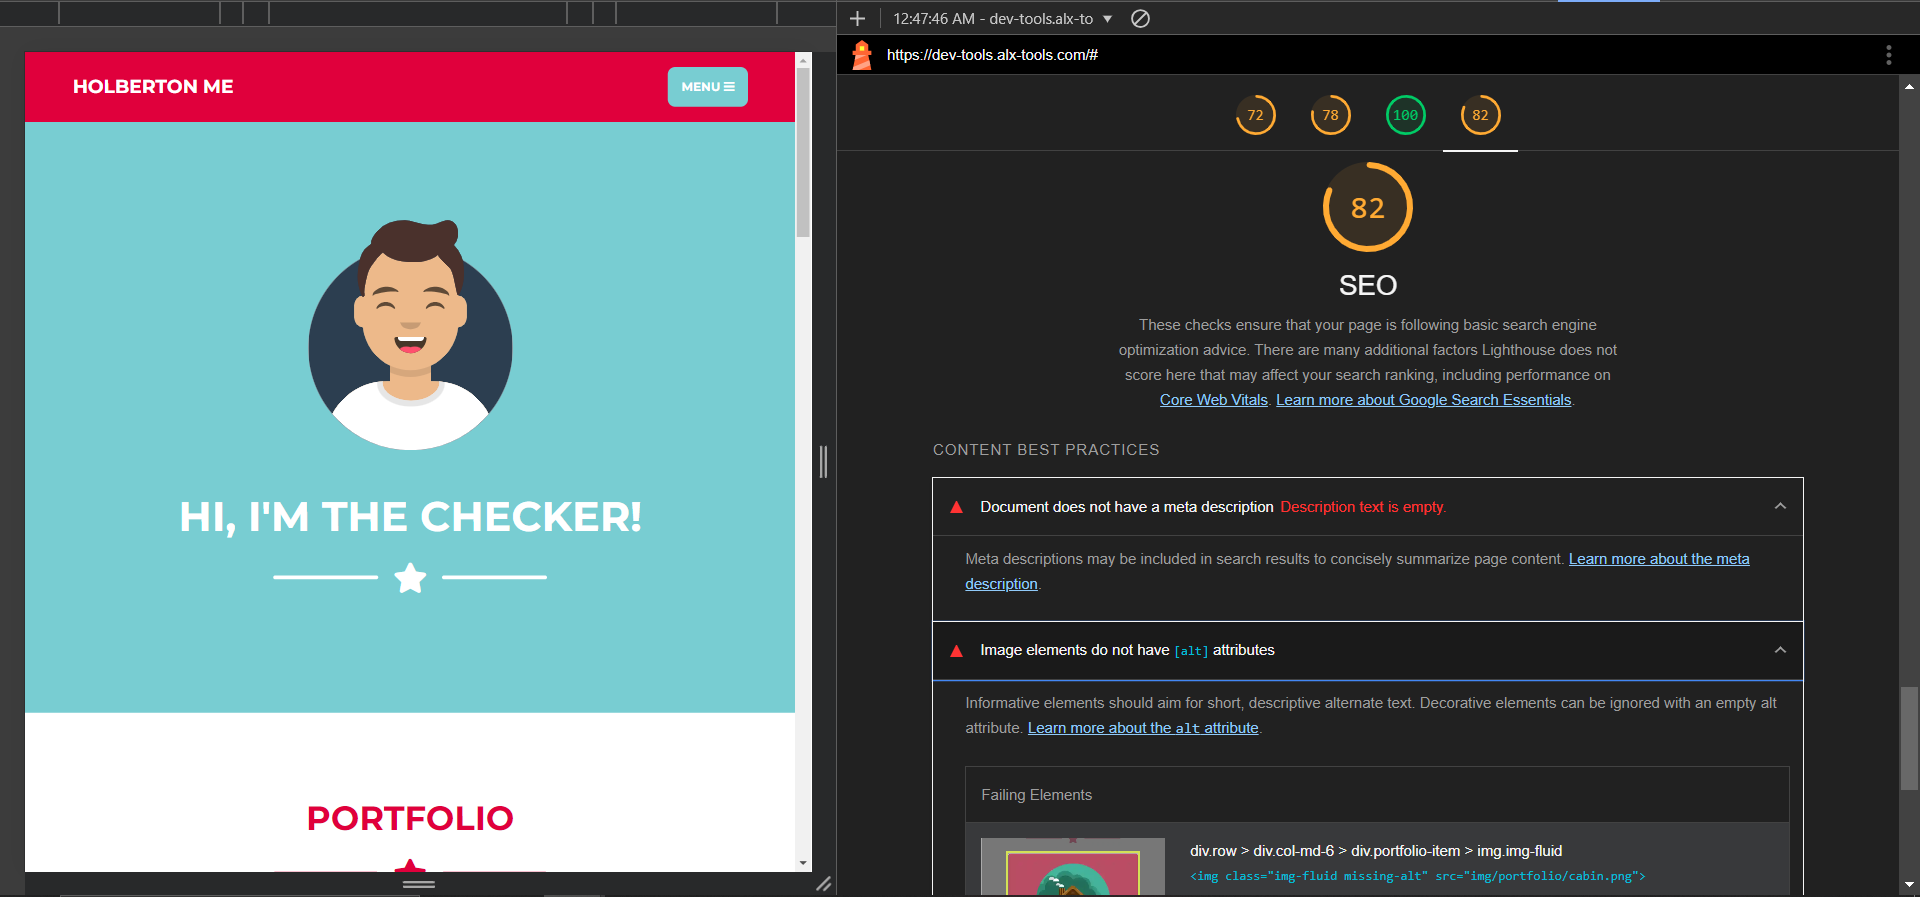 HOLBERTON ME
MENU
HI, I'M THE CHECKER!
PORTFOLIO
12:47:46 AM - dev-tools.alx-to
https://dev-tools.alx-tools.com/#
72 78 100 82
82
SEO
These checks ensure that your page is following basic search engine
optimization advice. There are many additional factors Lighthouse does not
score here that may affect your search ranking, including performance on
Core Web Vitals. Learn more about Google Search Essentials.
CONTENT BEST PRACTICES
Document does not have a meta description Description text is empty.
Meta descriptions may be included in search results to concisely summarize page content. Learn more about the meta
description.
Image elements do not have [alt] attributes
Informative elements should aim for short, descriptive alternate text. Decorative elements can be ignored with an empty alt
attribute. Learn more about the alt attribute.
Failing Elements
div.row > div.col-md-6 > div.portfolio-item > img.img-fluid
<img class="img-fluid missing-alt" src="img/portfolio/cabin.png">